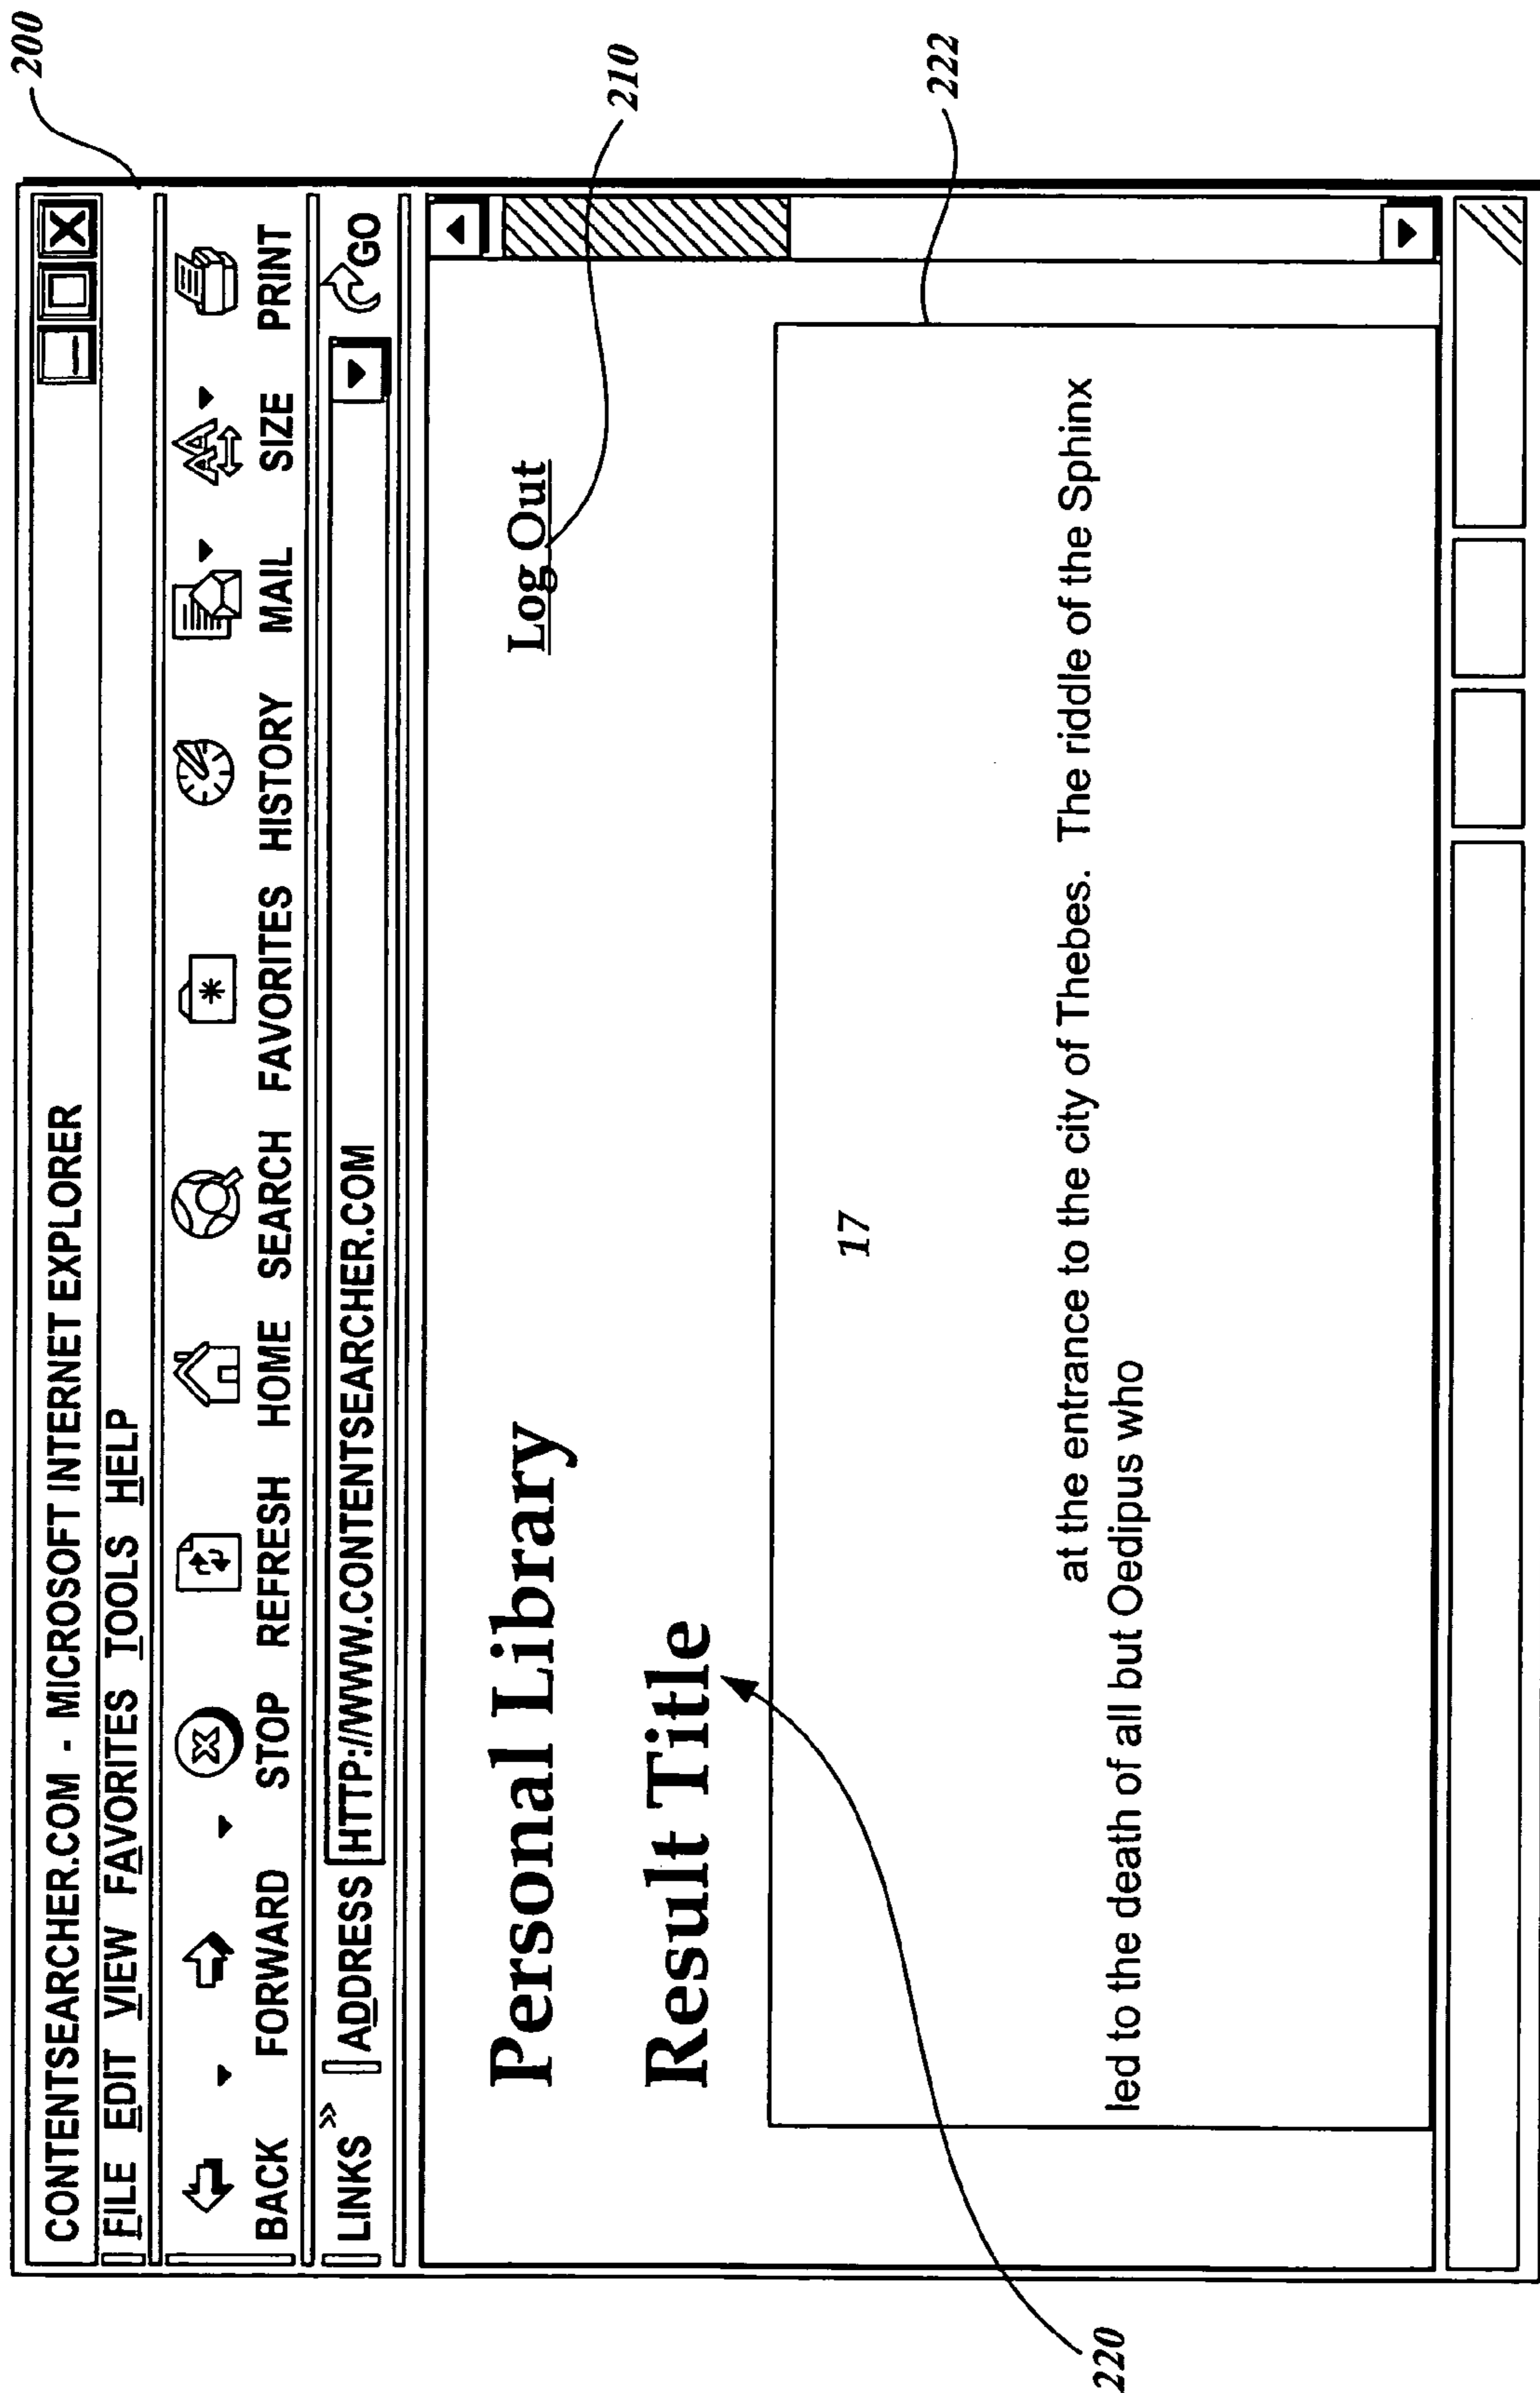 200
CONTENTSEARCHER.COM - MICROSOFT INTERNET EXPLORER
FILE EDIT VIEW FAVORITES TOOLS HELP
BACK FORWARD STOP REFRESH HOME SEARCH FAVORITES HISTORY MAIL SIZE PRINT
LINKS » ADDRESS HTTP://WWW.CONTENTSEARCHER.COM GO
Personal Library Log Out
210
Result Title
17
222
at the entrance to the city of Thebes. The riddle of the Sphinx
led to the death of all but Oedipus who
220